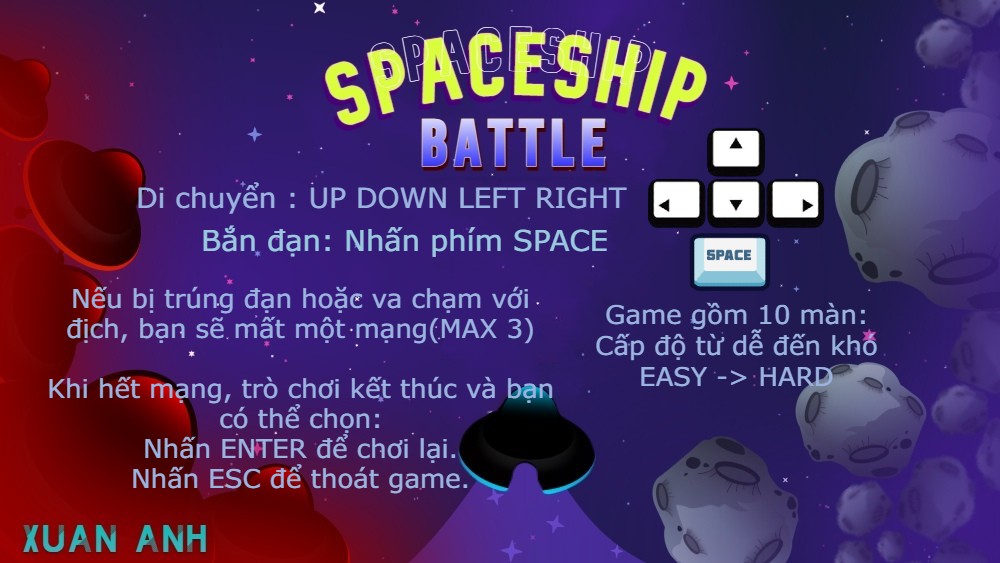 SPACESHIP
SPACESHIP
BATTLE
Di chuyển : UP DOWN LEFT RIGHT
Bắn đạn: Nhấn phím SPACE
SPACE
Nếu bị trúng đạn hoặc va chạm với
địch, bạn sẽ mất một mạng(MAX 3)
Game gồm 10 màn:
Cấp độ từ dễ đến khó
EASY -> HARD
Khi hết mạng, trò chơi kết thúc và bạn
có thể chọn:
Nhấn ENTER để chơi lại.
Nhấn ESC để thoát game.
XUAN ANH